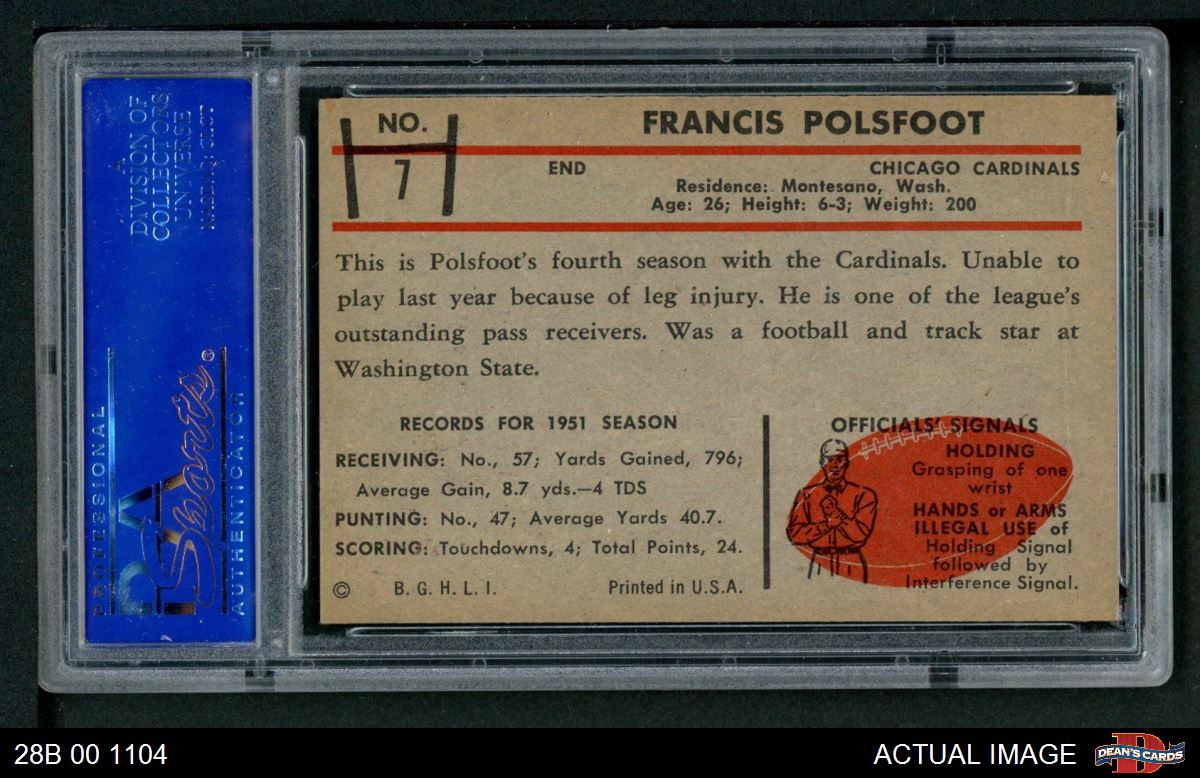 A
DIVISION OF
COLLECTORS
UNIVERSE
NASDAQ: CLCT
PROFESSIONAL
PSA
Sports®
AUTHENTICATOR
NO.
7
FRANCIS POLSFOOT
END
CHICAGO CARDINALS
Residence: Montesano, Wash.
Age: 26; Height: 6-3; Weight: 200
This is Polsfoot's fourth season with the Cardinals. Unable to
play last year because of leg injury. He is one of the league's
outstanding pass receivers. Was a football and track star at
Washington State.
RECORDS FOR 1951 SEASON
RECEIVING: No., 57; Yards Gained, 796;
Average Gain, 8.7 yds.—4 TDS
PUNTING: No., 47; Average Yards 40.7.
SCORING: Touchdowns, 4; Total Points, 24.
© B. G. H. L. I. Printed in U.S.A.
OFFICIALS' SIGNALS
HOLDING
Grasping of one
wrist
HANDS or ARMS
ILLEGAL USE of
Holding Signal
followed by
Interference Signal.
28B 00 1104
ACTUAL IMAGE
D
DEAN'S CARDS